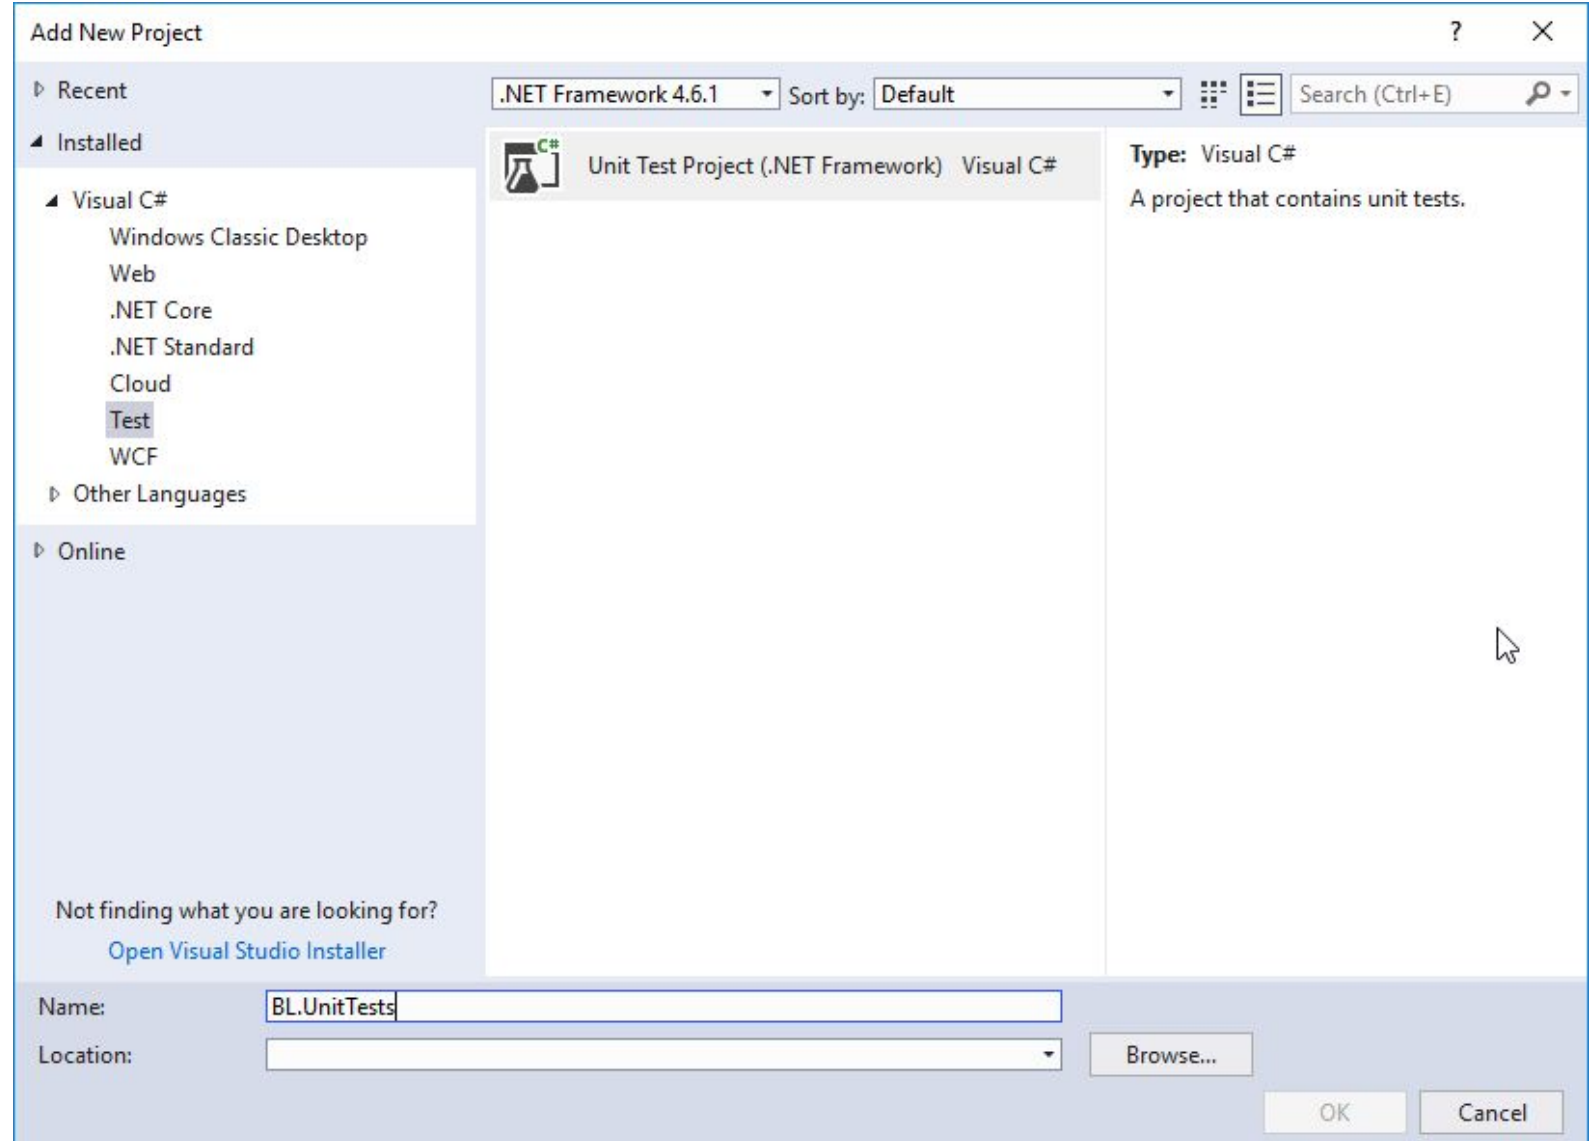 Add New Project
?
Recent
Installed
Visual C#
Windows Classic Desktop
Web
.NET Core
.NET Standard
Cloud
Test
WCF
Other Languages
Online
Not finding what you are looking for?
Open Visual Studio Installer
.NET Framework 4.6.1
Sort by: Default
Search (Ctrl+E)
C#
Unit Test Project (.NET Framework) Visual C#
Type: Visual C#
A project that contains unit tests.
Name: BL.UnitTests
Location:
Browse...
OK
Cancel